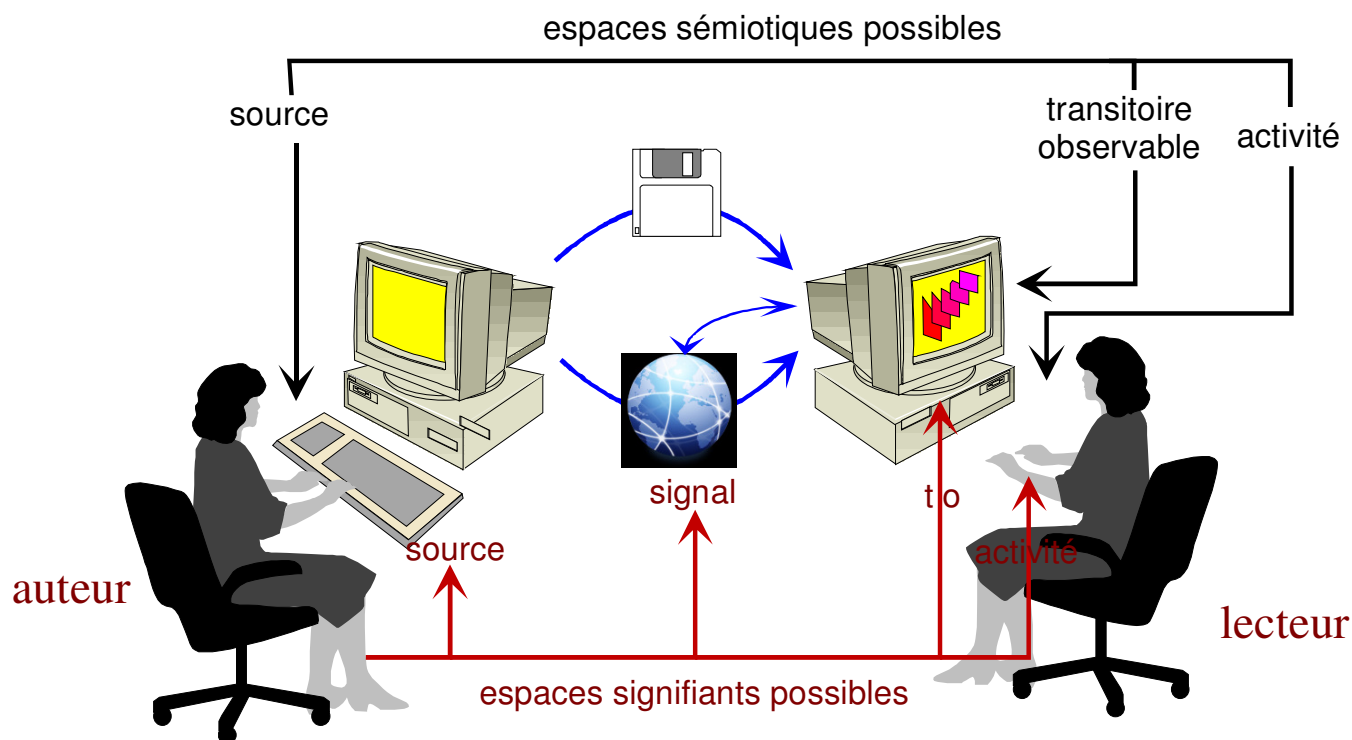 espaces sémiotiques possibles
source
transitoire
observable
activité
signal
t o
source
activité
auteur
lecteur
espaces signifiants possibles